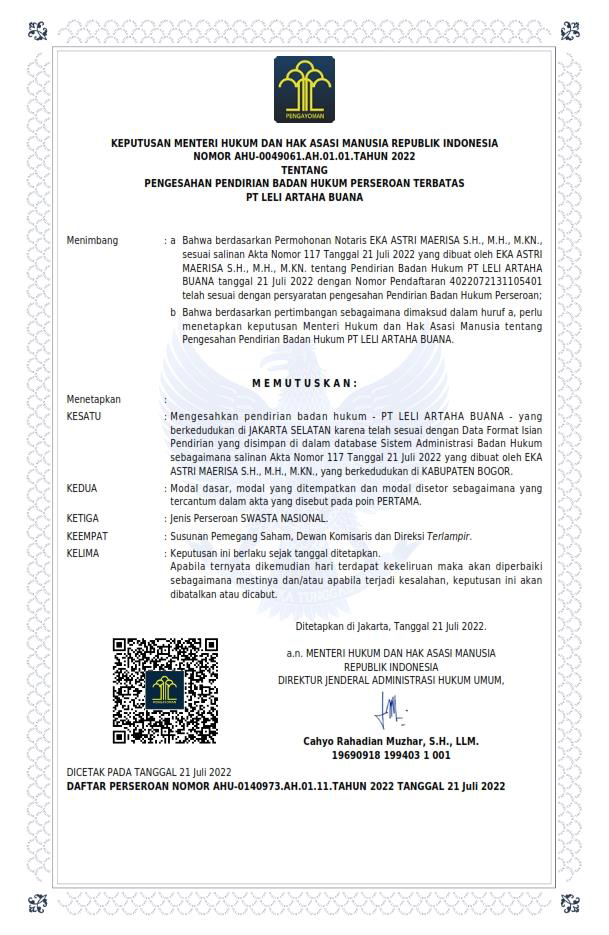 PENGAYOMAN
KEPUTUSAN MENTERI HUKUM DAN HAK ASASI MANUSIA REPUBLIK INDONESIA
NOMOR AHU-0049061.AH.01.01.TAHUN 2022
TENTANG
PENGESAHAN PENDIRIAN BADAN HUKUM PERSEROAN TERBATAS
PT LELI ARTAHA BUANA
Menimbang : a Bahwa berdasarkan Permohonan Notaris EKA ASTRI MAERISA S.H., M.H., M.KN.,
sesuai salinan Akta Nomor 117 Tanggal 21 Juli 2022 yang dibuat oleh EKA ASTRI
MAERISA S.H., M.H., M.KN. tentang Pendirian Badan Hukum PT LELI ARTAHA
BUANA tanggal 21 Juli 2022 dengan Nomor Pendaftaran 4022072131105401
telah sesuai dengan persyaratan pengesahan Pendirian Badan Hukum Perseroan;
b Bahwa berdasarkan pertimbangan sebagaimana dimaksud dalam huruf a, perlu
menetapkan keputusan Menteri Hukum dan Hak Asasi Manusia tentang
Pengesahan Pendirian Badan Hukum PT LELI ARTAHA BUANA.
M E M U T U S K A N :
Menetapkan :
KESATU : Mengesahkan pendirian badan hukum - PT LELI ARTAHA BUANA - yang
berkedudukan di JAKARTA SELATAN karena telah sesuai dengan Data Format Isian
Pendirian yang disimpan di dalam database Sistem Administrasi Badan Hukum
sebagaimana salinan Akta Nomor 117 Tanggal 21 Juli 2022 yang dibuat oleh EKA
ASTRI MAERISA S.H., M.H., M.KN., yang berkedudukan di KABUPATEN BOGOR.
KEDUA : Modal dasar, modal yang ditempatkan dan modal disetor sebagaimana yang
tercantum dalam akta yang disebut pada poin PERTAMA.
KETIGA : Jenis Perseroan SWASTA NASIONAL.
KEEMPAT : Susunan Pemegang Saham, Dewan Komisaris dan Direksi Terlampir.
KELIMA : Keputusan ini berlaku sejak tanggal ditetapkan.
Apabila ternyata dikemudian hari terdapat kekeliruan maka akan diperbaiki
sebagaimana mestinya dan/atau apabila terjadi kesalahan, keputusan ini akan
dibatalkan atau dicabut.
Ditetapkan di Jakarta, Tanggal 21 Juli 2022.
a.n. MENTERI HUKUM DAN HAK ASASI MANUSIA
REPUBLIK INDONESIA
DIREKTUR JENDERAL ADMINISTRASI HUKUM UMUM,
PENGAYOMAN
Cahyo Rahadian Muzhar, S.H., LLM.
19690918 199403 1 001
DICETAK PADA TANGGAL 21 Juli 2022
DAFTAR PERSEROAN NOMOR AHU-0140973.AH.01.11.TAHUN 2022 TANGGAL 21 Juli 2022